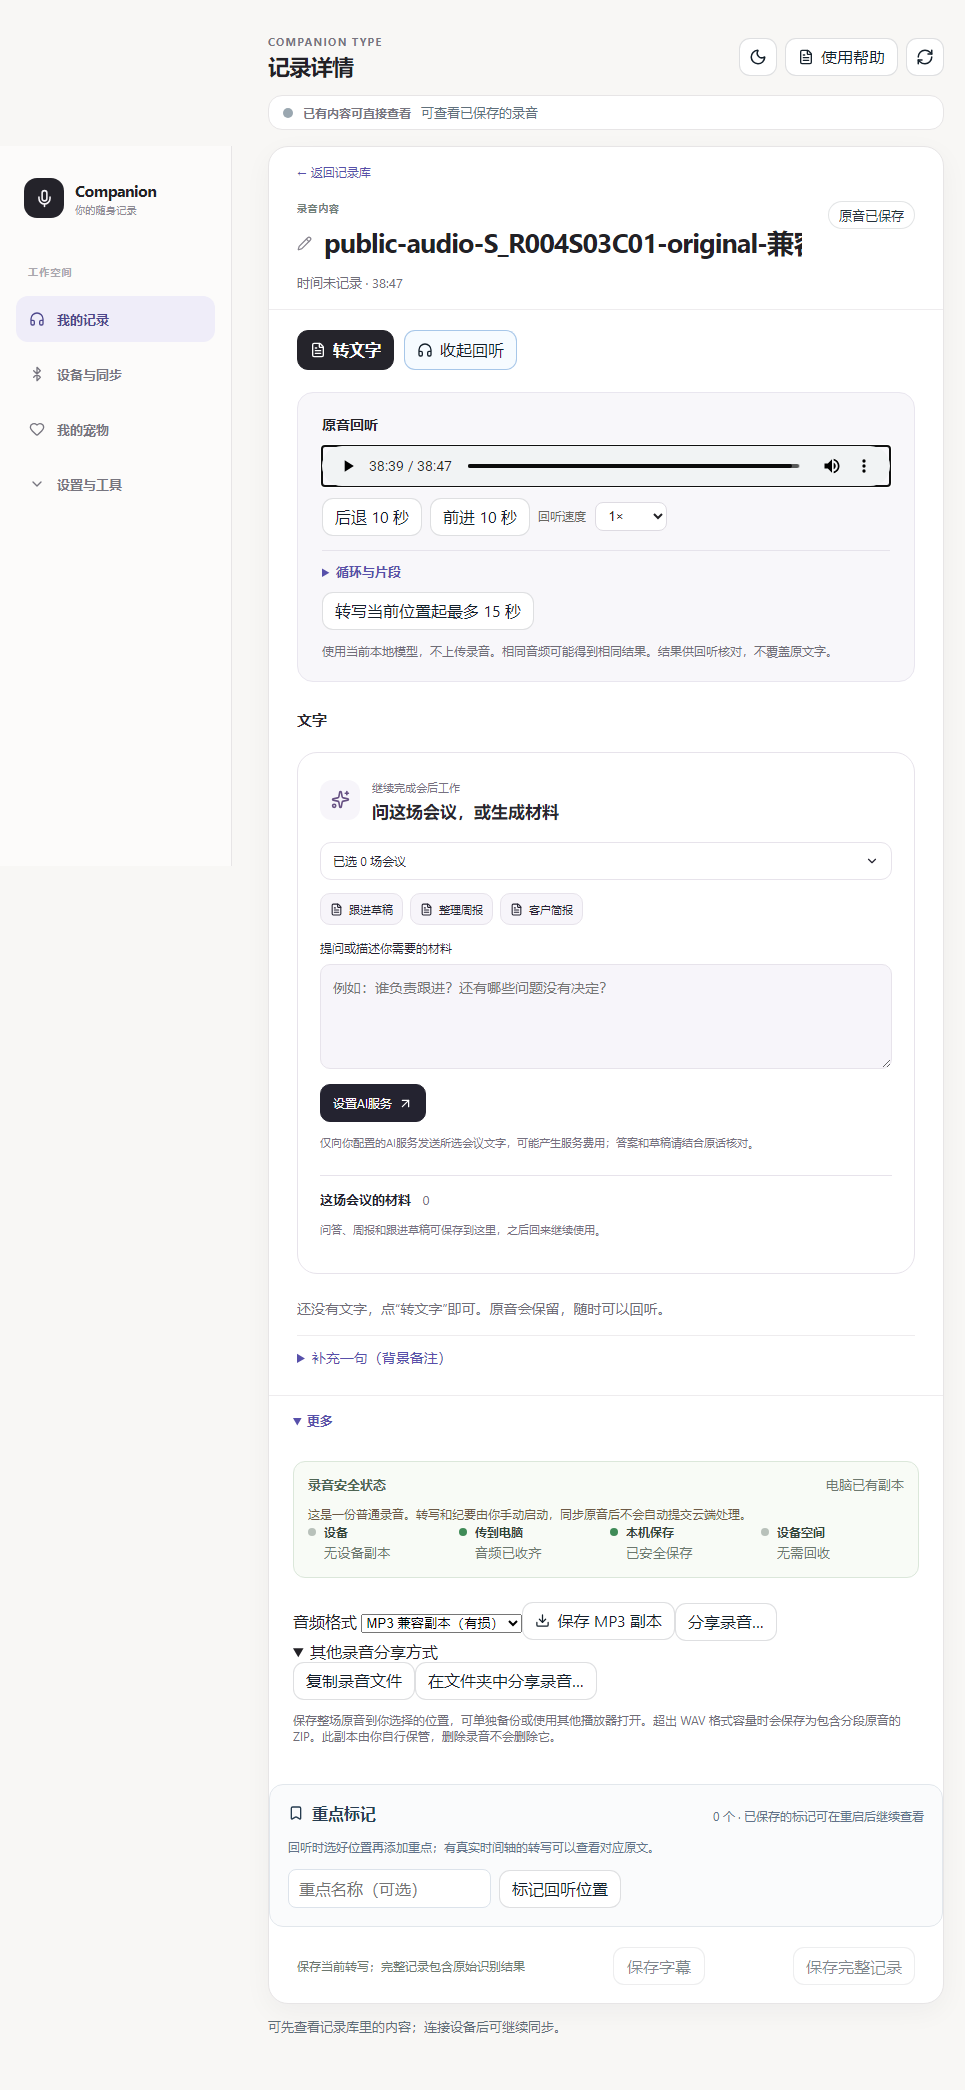 COMPANION TYPE
记录详情
使用帮助
已有内容可直接查看 可查看已保存的录音
Companion
你的随身记录
工作空间
我的记录
设备与同步
我的宠物
设置与工具
← 返回记录库
录音内容
原音已保存
public-audio-S_R004S03C01-original-兼
时间未记录 · 38:47
转文字
收起回听
原音回听
38:39 / 38:47
后退 10 秒
前进 10 秒
回听速度
1×
循环与片段
转写当前位置起最多 15 秒
使用当前本地模型，不上传录音。相同音频可能得到相同结果。结果供回听核对，不覆盖原文字。
文字
继续完成会后工作
问这场会议，或生成材料
已选 0 场会议
跟进草稿
整理周报
客户简报
提问或描述你需要的材料
例如：谁负责跟进？还有哪些问题没有决定？
设置AI服务
仅向你配置的AI服务发送所选会议文字，可能产生服务费用；答案和草稿请结合原话核对。
这场会议的材料 0
问答、周报和跟进草稿可保存到这里，之后回来继续使用。
还没有文字，点“转文字”即可。原音会保留，随时可以回听。
补充一句（背景备注）
更多
录音安全状态
电脑已有副本
这是一份普通录音。转写和纪要由你手动启动，同步原音后不会自动提交云端处理。
设备
无设备副本
传到电脑
音频已收齐
本机保存
已安全保存
设备空间
无需回收
音频格式
MP3 兼容副本（有损）
保存 MP3 副本
分享录音...
其他录音分享方式
复制录音文件
在文件夹中分享录音...
保存整场原音到你选择的位置，可单独备份或使用其他播放器打开。超出 WAV 格式容量时会保存为包含分段原音的
ZIP。此副本由你自行保管，删除录音不会删除它。
重点标记
0 个 · 已保存的标记可在重启后继续查看
回听时选好位置再添加重点；有真实时间轴的转写可以查看对应原文。
重点名称（可选）
标记回听位置
保存当前转写；完整记录包含原始识别结果
保存字幕
保存完整记录
可先查看记录库里的内容；连接设备后可继续同步。